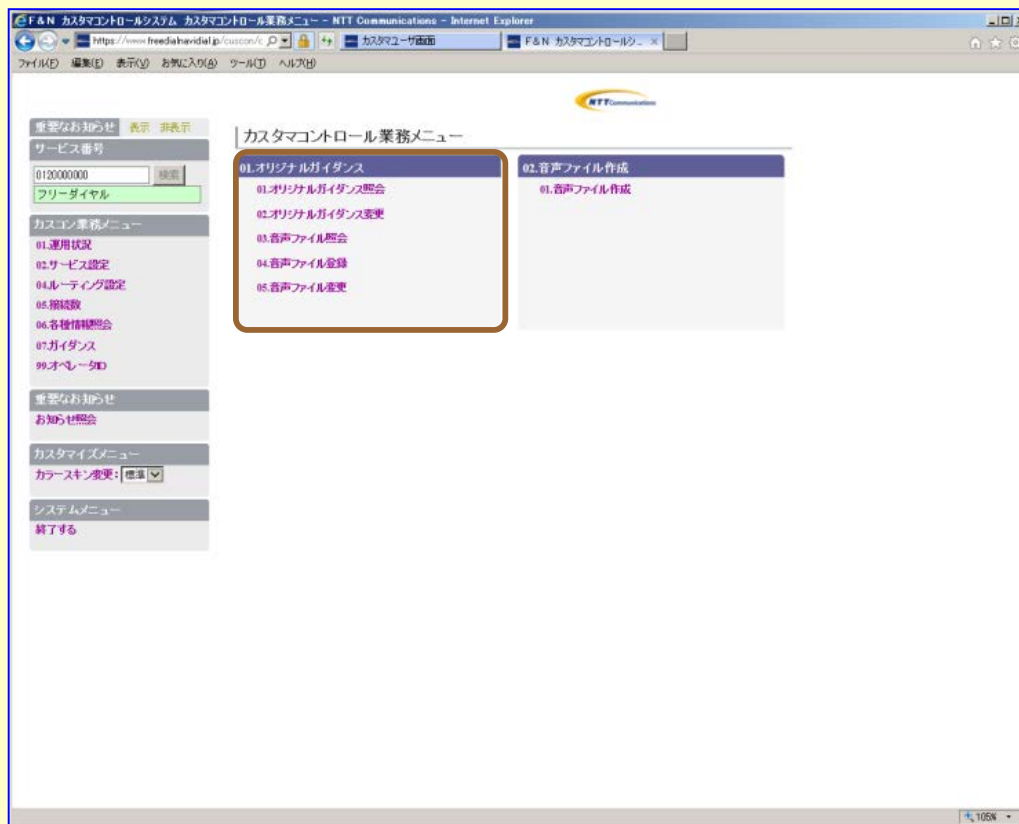 F&N カスタマコントロールシステム カスタマコントロール業務メニュー - NTT Communications - Internet Explorer
カスタマユーザ画面
F&N カスタマコントロールシ...
ファイル(F) 編集(E) 表示(V) お気に入り(A) ツール(T) ヘルプ(H)
NTT Communications
重要なお知らせ 表示 非表示
サービス番号
0120000000 検索
フリーダイヤル
カスコン業務メニュー
01.運用状況
02.サービス設定
04.ルーティング設定
05.接続数
06.各種情報照会
07.ガイダンス
99.オペレータID
重要なお知らせ
お知らせ照会
カスタマイズメニュー
カラースキン変更: 標準
システムメニュー
終了する
カスタマコントロール業務メニュー
01.オリジナルガイダンス
01.オリジナルガイダンス照会
02.オリジナルガイダンス変更
03.音声ファイル照会
04.音声ファイル登録
05.音声ファイル変更
02.音声ファイル作成
01.音声ファイル作成
105%